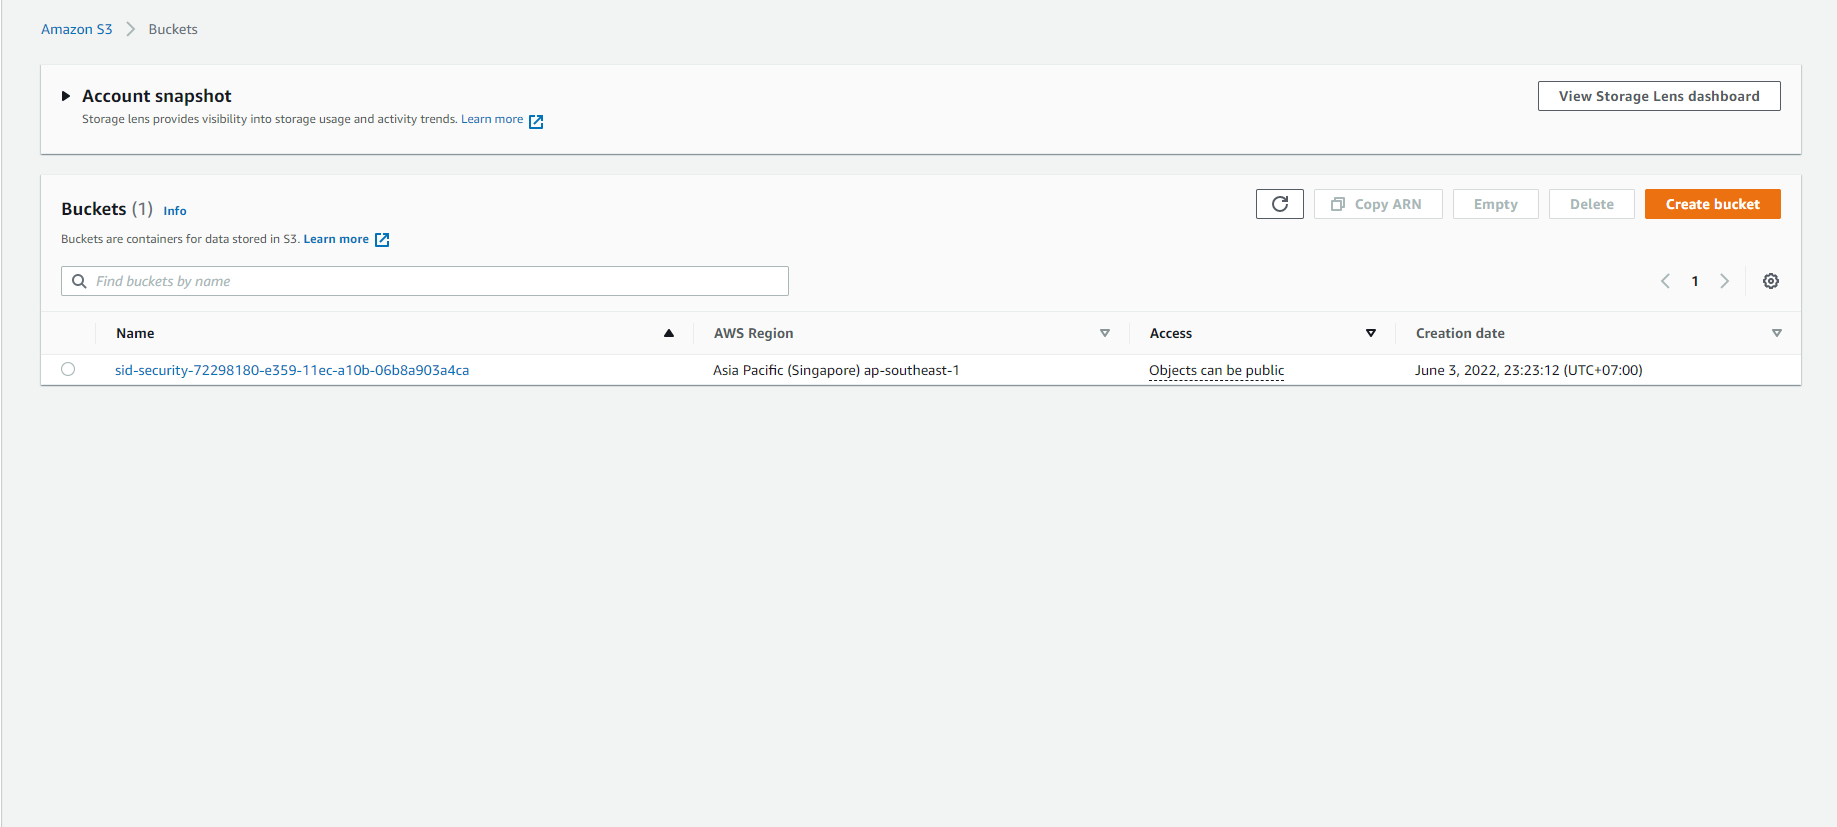 Amazon S3 > Buckets
Account snapshot
View Storage Lens dashboard
Storage lens provides visibility into storage usage and activity trends. Learn more
Buckets (1) Info
Copy ARN Empty Delete Create bucket
Buckets are containers for data stored in S3. Learn more
Find buckets by name
1
Name AWS Region Access Creation date
sid-security-72298180-e359-11ec-a10b-06b8a903a4ca Asia Pacific (Singapore) ap-southeast-1 Objects can be public June 3, 2022, 23:23:12 (UTC+07:00)